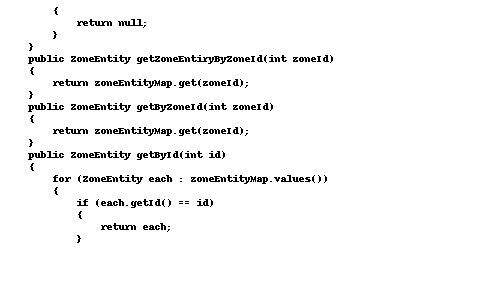 {
return null;
}
}
public ZoneEntity getZoneEntiryByZoneId(int zoneId)
{
return zoneEntityMap.get(zoneId);
}
public ZoneEntity getByZoneId(int zoneId)
{
return zoneEntityMap.get(zoneId);
}
public ZoneEntity getById(int id)
{
for (ZoneEntity each : zoneEntityMap.values())
{
if (each.getId() == id)
{
return each;
}